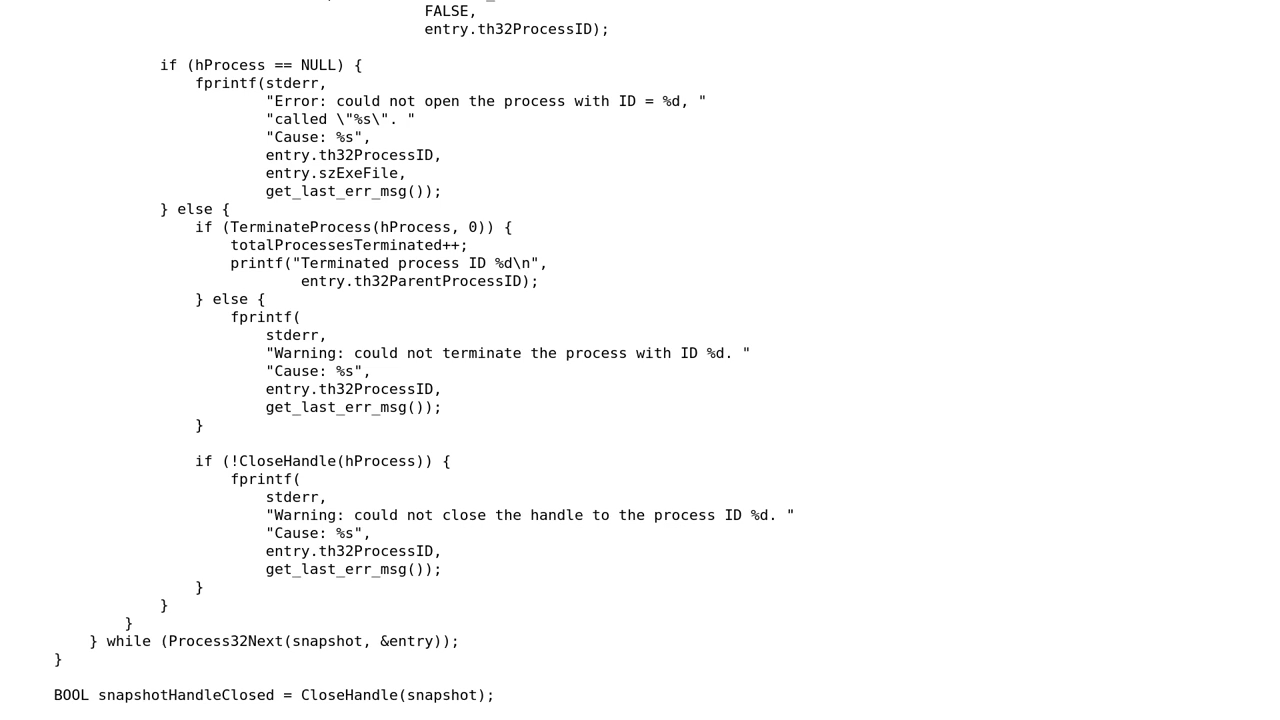 FALSE,
entry.th32ProcessID);
if (hProcess == NULL) {
fprintf(stderr,
"Error: could not open the process with ID = %d, "
"called \"%s\". "
"Cause: %s",
entry.th32ProcessID,
entry.szExeFile,
get_last_err_msg());
} else {
if (TerminateProcess(hProcess, 0)) {
totalProcessesTerminated++;
printf("Terminated process ID %d\n",
entry.th32ParentProcessID);
} else {
fprintf(
stderr,
"Warning: could not terminate the process with ID %d. "
"Cause: %s",
entry.th32ProcessID,
get_last_err_msg());
}
if (!CloseHandle(hProcess)) {
fprintf(
stderr,
"Warning: could not close the handle to the process ID %d. "
"Cause: %s",
entry.th32ProcessID,
get_last_err_msg());
}
}
}
} while (Process32Next(snapshot, &entry));
}
BOOL snapshotHandleClosed = CloseHandle(snapshot);